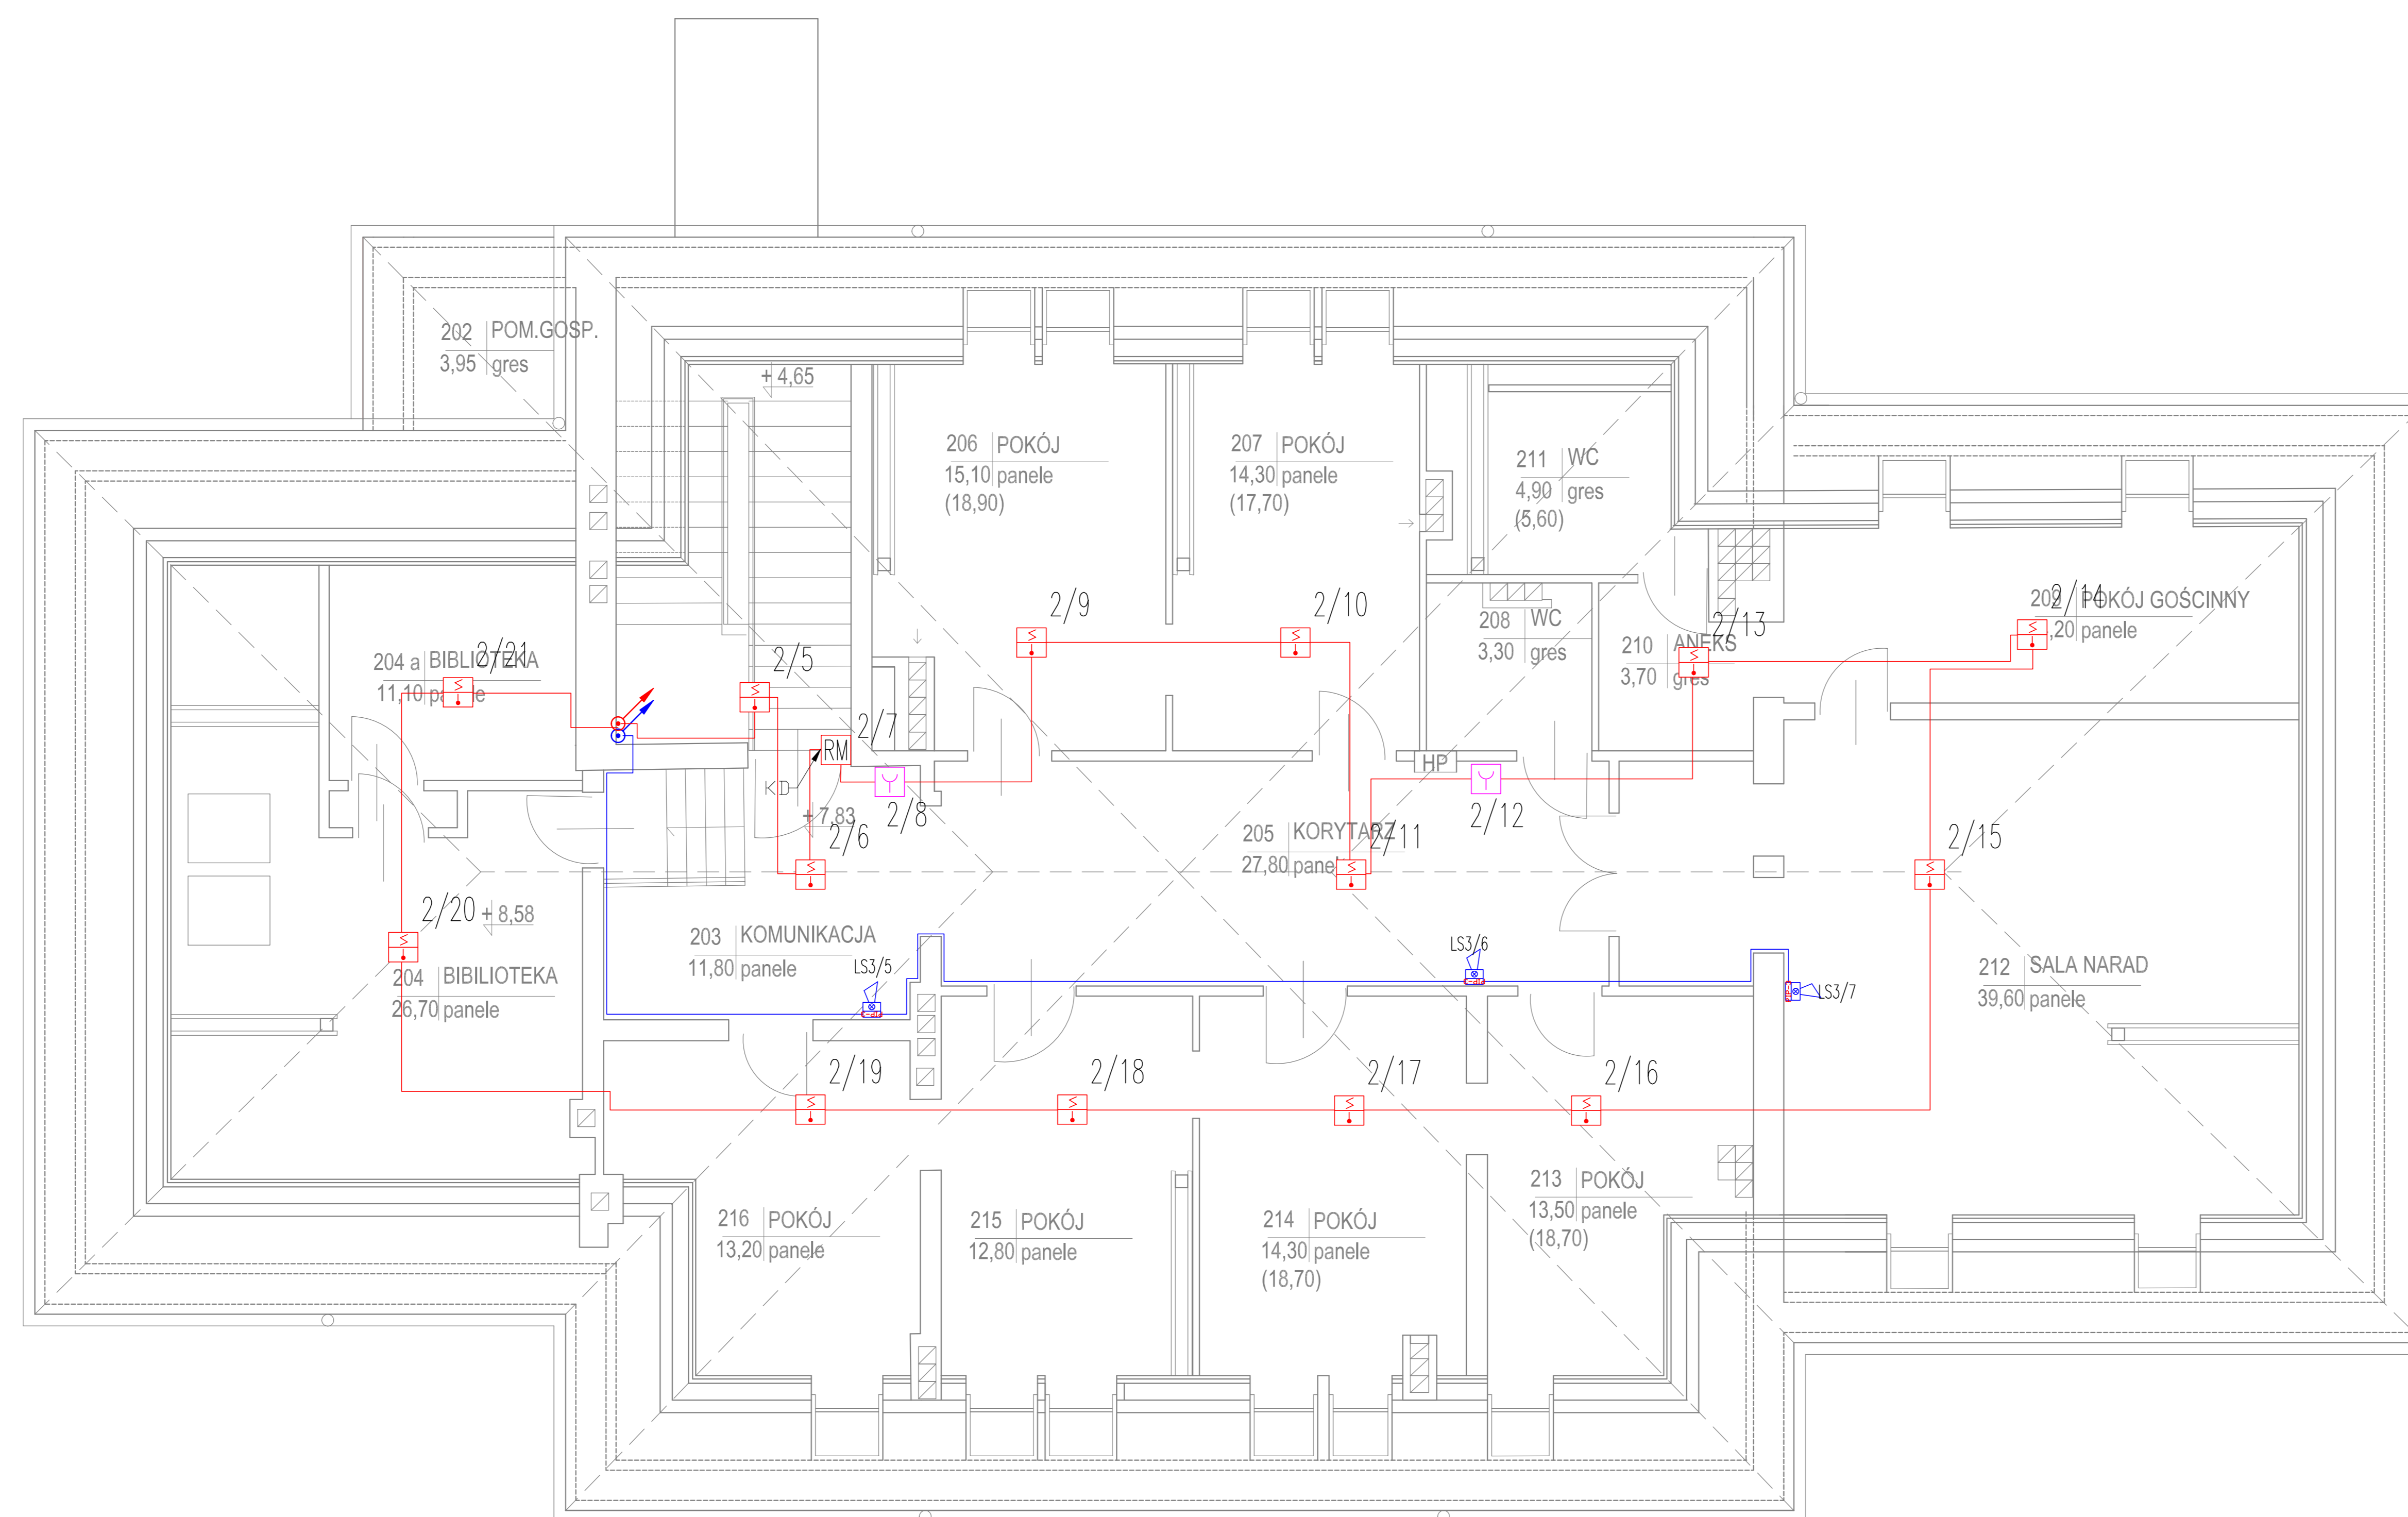 202 POM.GOSP.
3,95 gres
+ 4,65
206 POKÓJ
15,10 panele
(18,90)
207 POKÓJ
14,30 panele
(17,70)
211 WC
4,90 gres
(5,60)
2/9
2/10
2/14
209 POKÓJ GOŚCINNY
,20 panele
208 WC
3,30 gres
2/13
210 ANEKS
3,70 gres
204 a BIBLIOTEKA
11,10 panele
2/21
2/5
2/7
RM
KD
HP
2/8
2/12
+ 7,83
2/6
205 KORYTARZ
27,80 panele
2/11
2/15
2/20
+ 8,58
203 KOMUNIKACJA
11,80 panele
LS3/5
LS3/6
LS3/7
204 BIBILIOTEKA
26,70 panele
212 SALA NARAD
39,60 panele
2/19
2/18
2/17
2/16
213 POKÓJ
13,50 panele
(18,70)
216 POKÓJ
13,20 panele
215 POKÓJ
12,80 panele
214 POKÓJ
14,30 panele
(18,70)